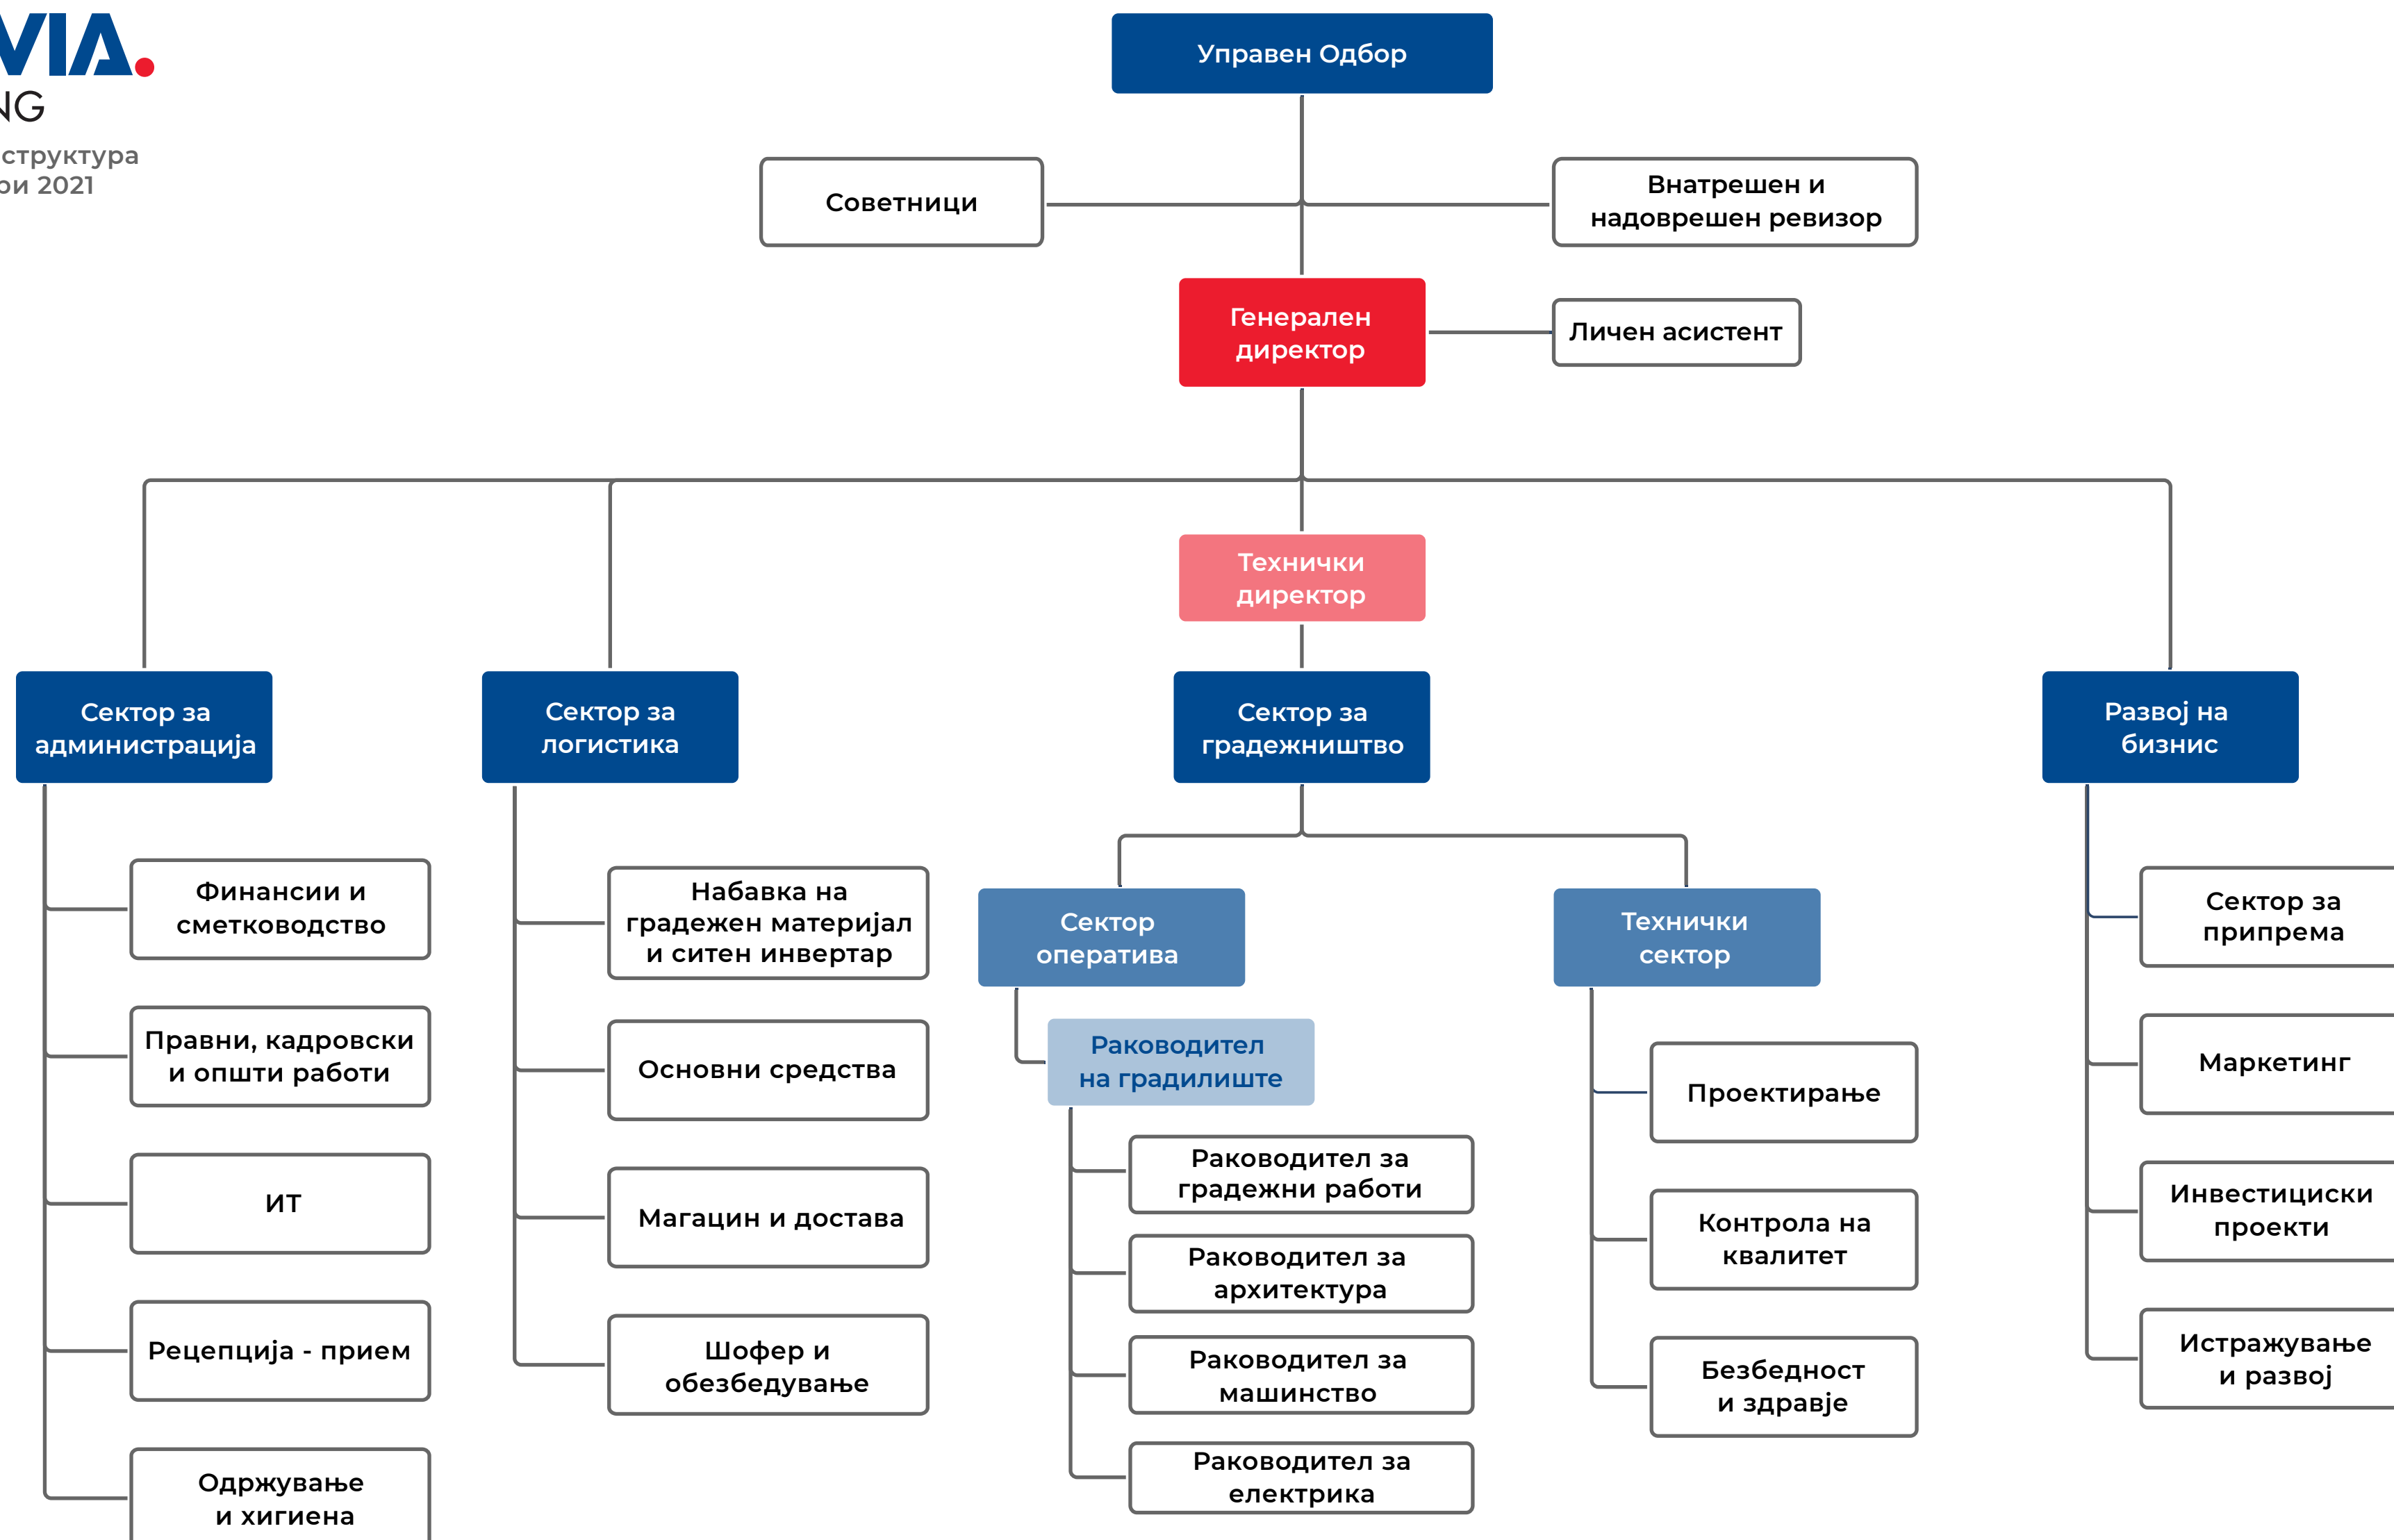 VIA.
NG
структура
ри 2021
Управен Одбор
Советници
Внатрешен и
надоврешен ревизор
Генерален
директор
Личен асистент
Технички
директор
Сектор за
администрација
Сектор за
логистика
Сектор за
градежништво
Развој на
бизнис
Финансии и
сметководство
Правни, кадровски
и општи работи
ИТ
Рецепција - прием
Одржување
и хигиена
Набавка на
градежен материјал
и ситен инвертар
Основни средства
Магацин и достава
Шофер и
обезбедување
Сектор
оператива
Раководител
на градилиште
Раководител за
градежни работи
Раководител за
архитектура
Раководител за
машинство
Раководител за
електрика
Технички
сектор
Проектирање
Контрола на
квалитет
Безбедност
и здравје
Сектор за
припрема
Маркетинг
Инвестициски
проекти
Истражување
и развој